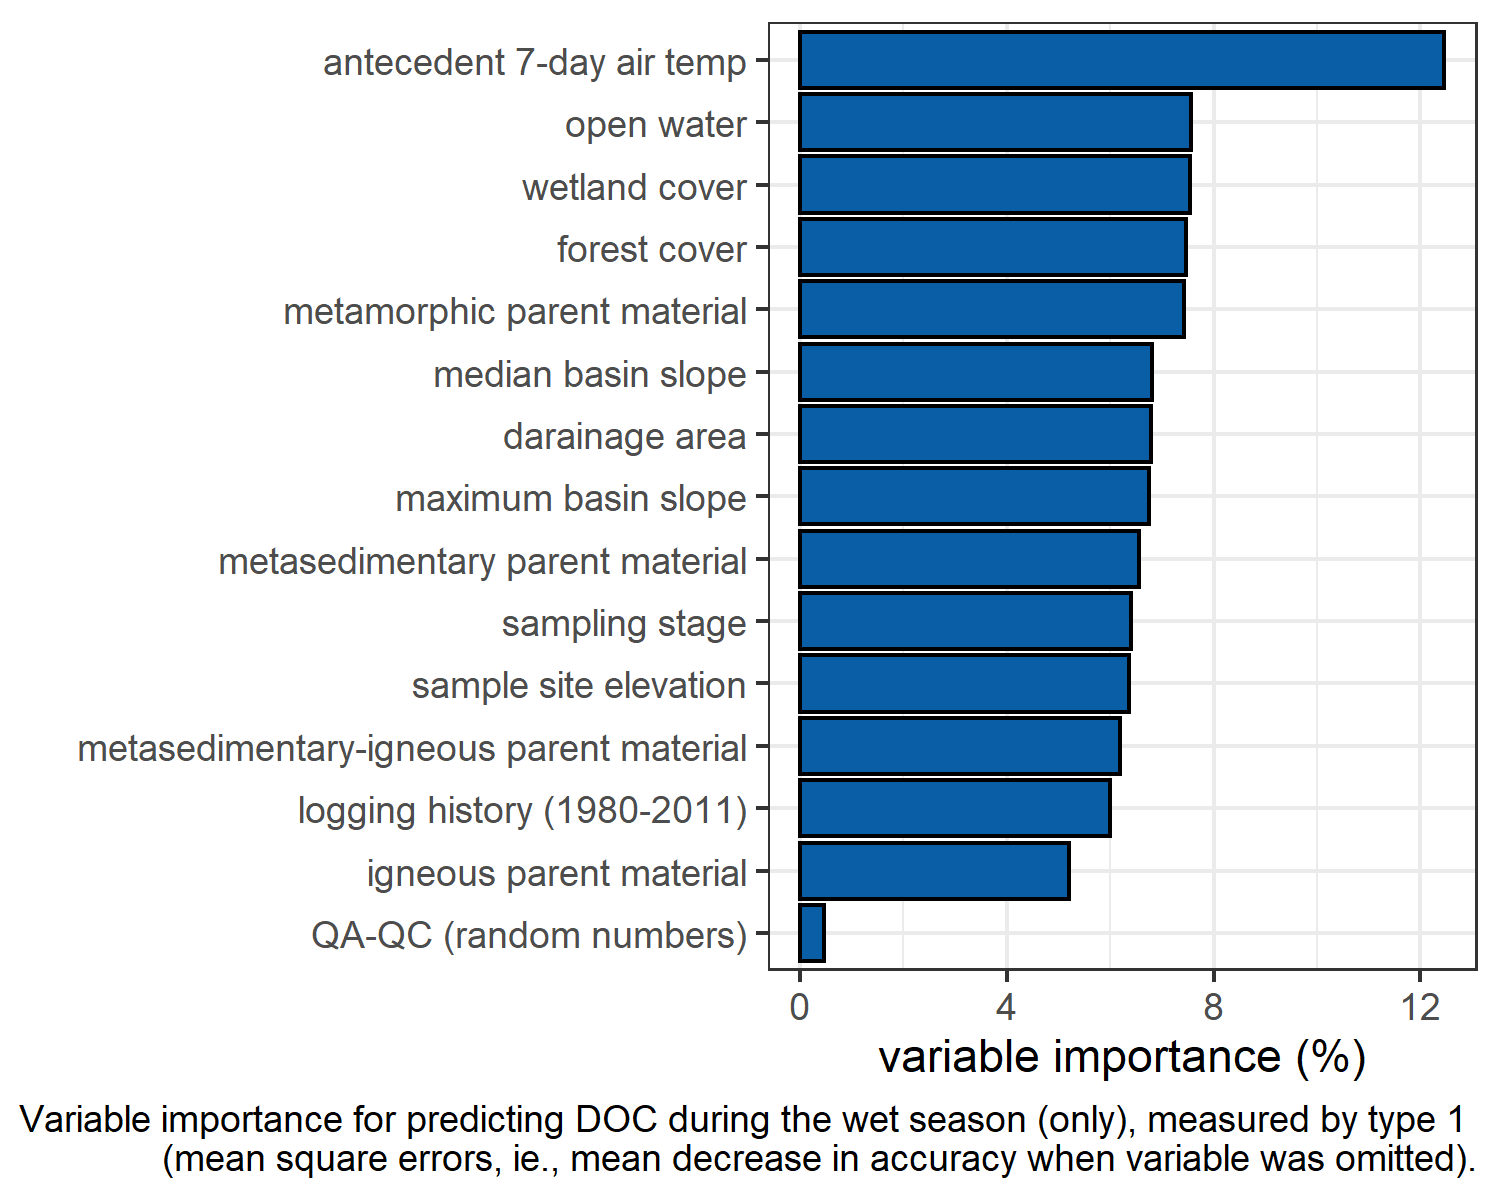 antecedent 7-day air temp
open water
wetland cover
forest cover
metamorphic parent material
median basin slope
darainage area
maximum basin slope
metasedimentary parent material
sampling stage
sample site elevation
metasedimentary-igneous parent material
logging history (1980-2011)
igneous parent material
QA-QC (random numbers)
0 4 8 12
variable importance (%)
Variable importance for predicting DOC during the wet season (only), measured by type 1
(mean square errors, ie., mean decrease in accuracy when variable was omitted).